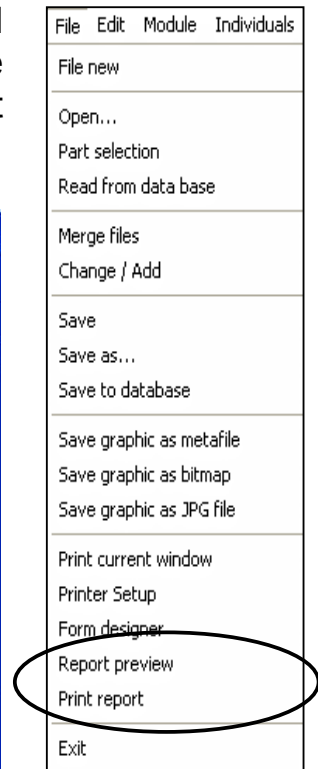 File Edit Module Individuals
File new
Open...
Part selection
Read from data base
Merge files
Change / Add
Save
Save as...
Save to database
Save graphic as metafile
Save graphic as bitmap
Save graphic as JPG file
Print current window
Printer Setup
Form designer
Report preview
Print report
Exit